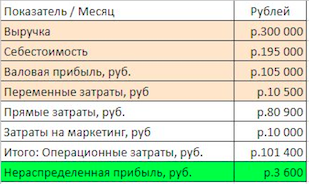 Показатель / Месяц Рублей
Выручка р.300 000
Себестоимость р.195 000
Валовая прибыль, руб. р.105 000
Переменные затраты, руб. р.10 500
Прямые затраты, руб. р.80 900
Затраты на маркетинг, руб. р.10 000
Итого: Операционные затраты, руб. р.101 400
Нераспределенная прибыль, руб. р.3 600